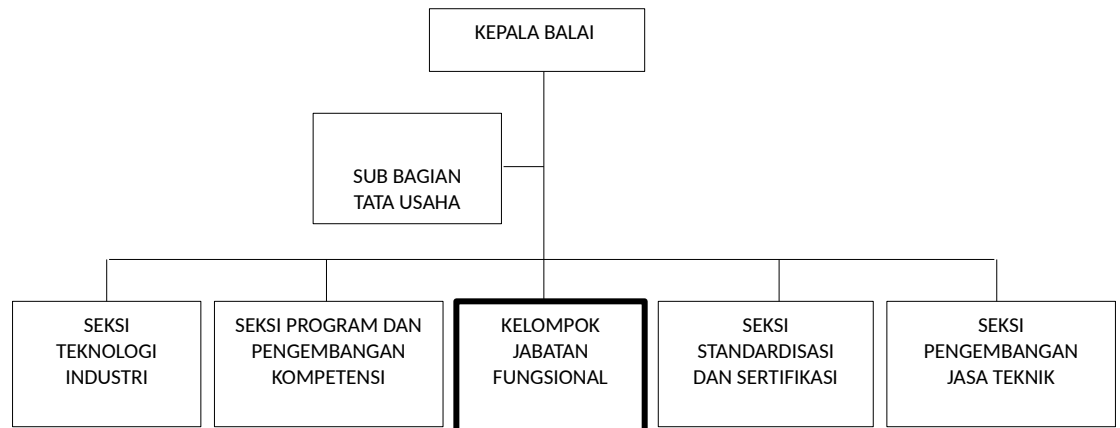 KEPALA BALAI
SUB BAGIAN
TATA USAHA
SEKSI
TEKNOLOGI
INDUSTRI
SEKSI PROGRAM DAN
PENGEMBANGAN
KOMPETENSI
KELOMPOK
JABATAN
FUNGSIONAL
SEKSI
STANDARDISASI
DAN SERTIFIKASI
SEKSI
PENGEMBANGAN
JASA TEKNIK